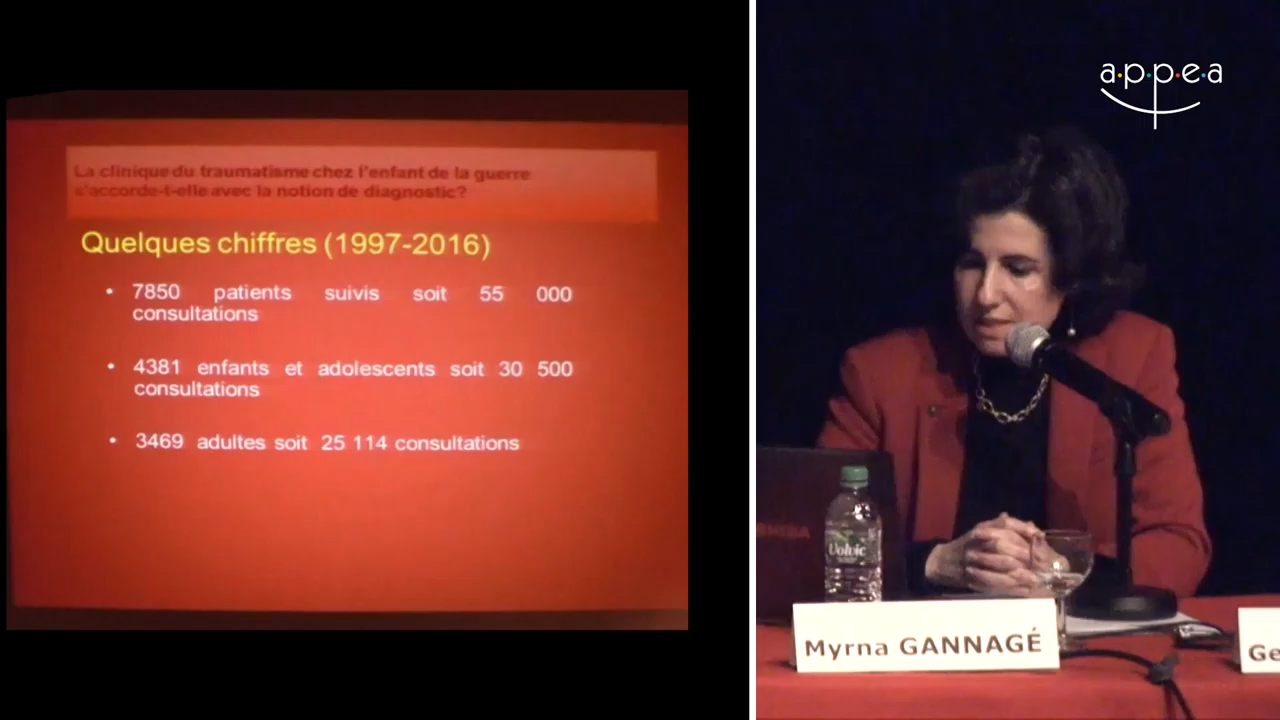 La clinique du traumatisme chez l'enfant de la guerre
s'accorde-t-elle avec la notion de diagnostic?
Quelques chiffres (1997-2016)
• 7850 patients suivis soit 55 000
consultations
• 4381 enfants et adolescents soit 30 500
consultations
• 3469 adultes soit 25 114 consultations
a·p·p·e·a
Volvic
Myrna GANNAGÉ
Ge